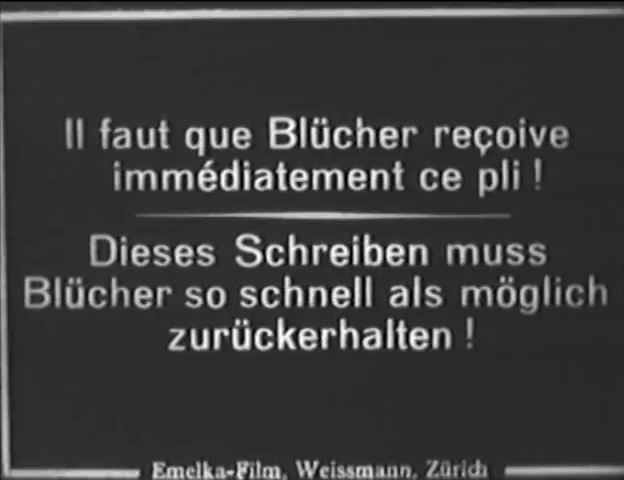 Il faut que Blücher reçoive
immédiatement ce pli !
Dieses Schreiben muss
Blücher so schnell als möglich
zurückerhalten !
Emelka-Film, Weissmann, Zürich